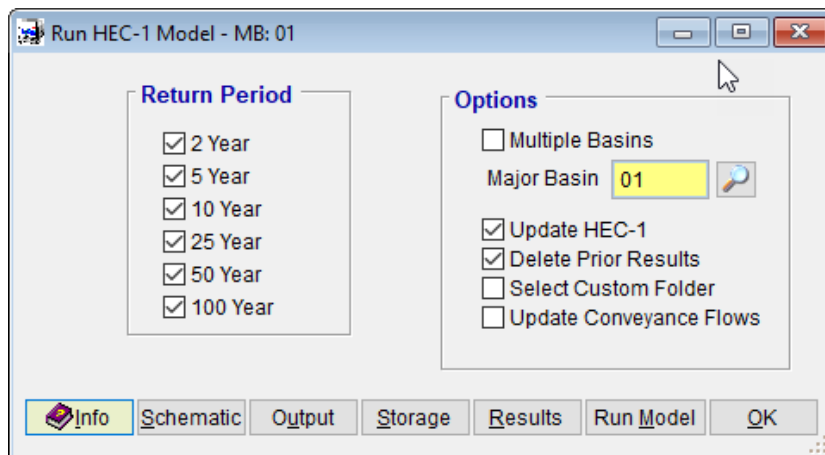 Run HEC-1 Model - MB: 01
Return Period
2 Year
5 Year
10 Year
25 Year
50 Year
100 Year
Options
Multiple Basins
Major Basin 01
Update HEC-1
Delete Prior Results
Select Custom Folder
Update Conveyance Flows
Info Schematic Output Storage Results Run Model OK